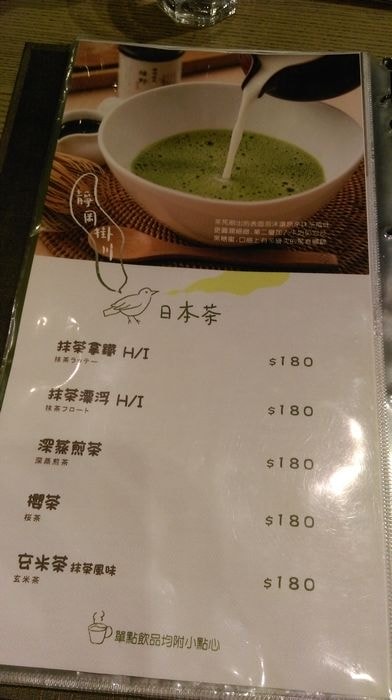 靜岡掛川
日本茶
抹茶拿鐵 H/I
抹茶ラッテー
$180
抹茶漂浮 H/I
抹茶フロート
$180
深蒸煎茶
深蒸煎茶
$180
櫻茶
桜茶
$180
玄米茶 抹茶風味
玄米茶
$180
單點飲品均附小點心